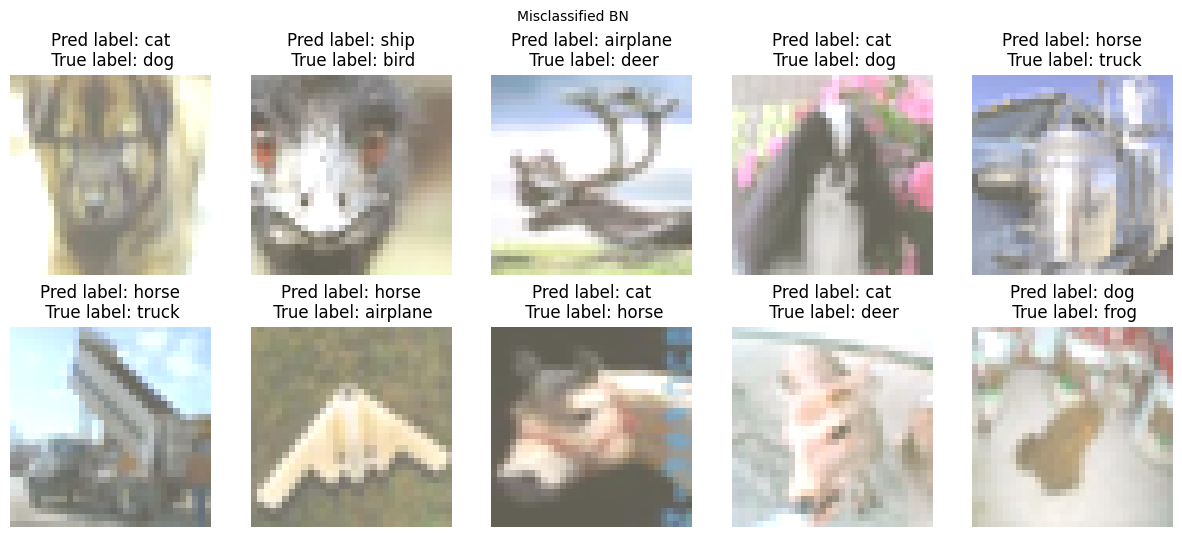 Misclassified BN
Pred label: cat
True label: dog
Pred label: ship
True label: bird
Pred label: airplane
True label: deer
Pred label: cat
True label: dog
Pred label: horse
True label: truck
Pred label: horse
True label: truck
Pred label: horse
True label: airplane
Pred label: cat
True label: horse
Pred label: cat
True label: deer
Pred label: dog
True label: frog